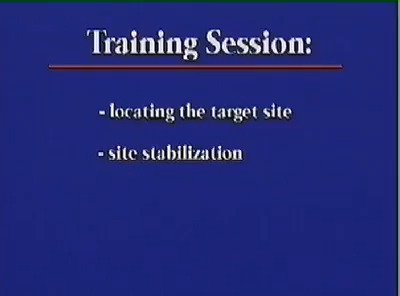 Training Session:
- locating the target site
- site stabilization